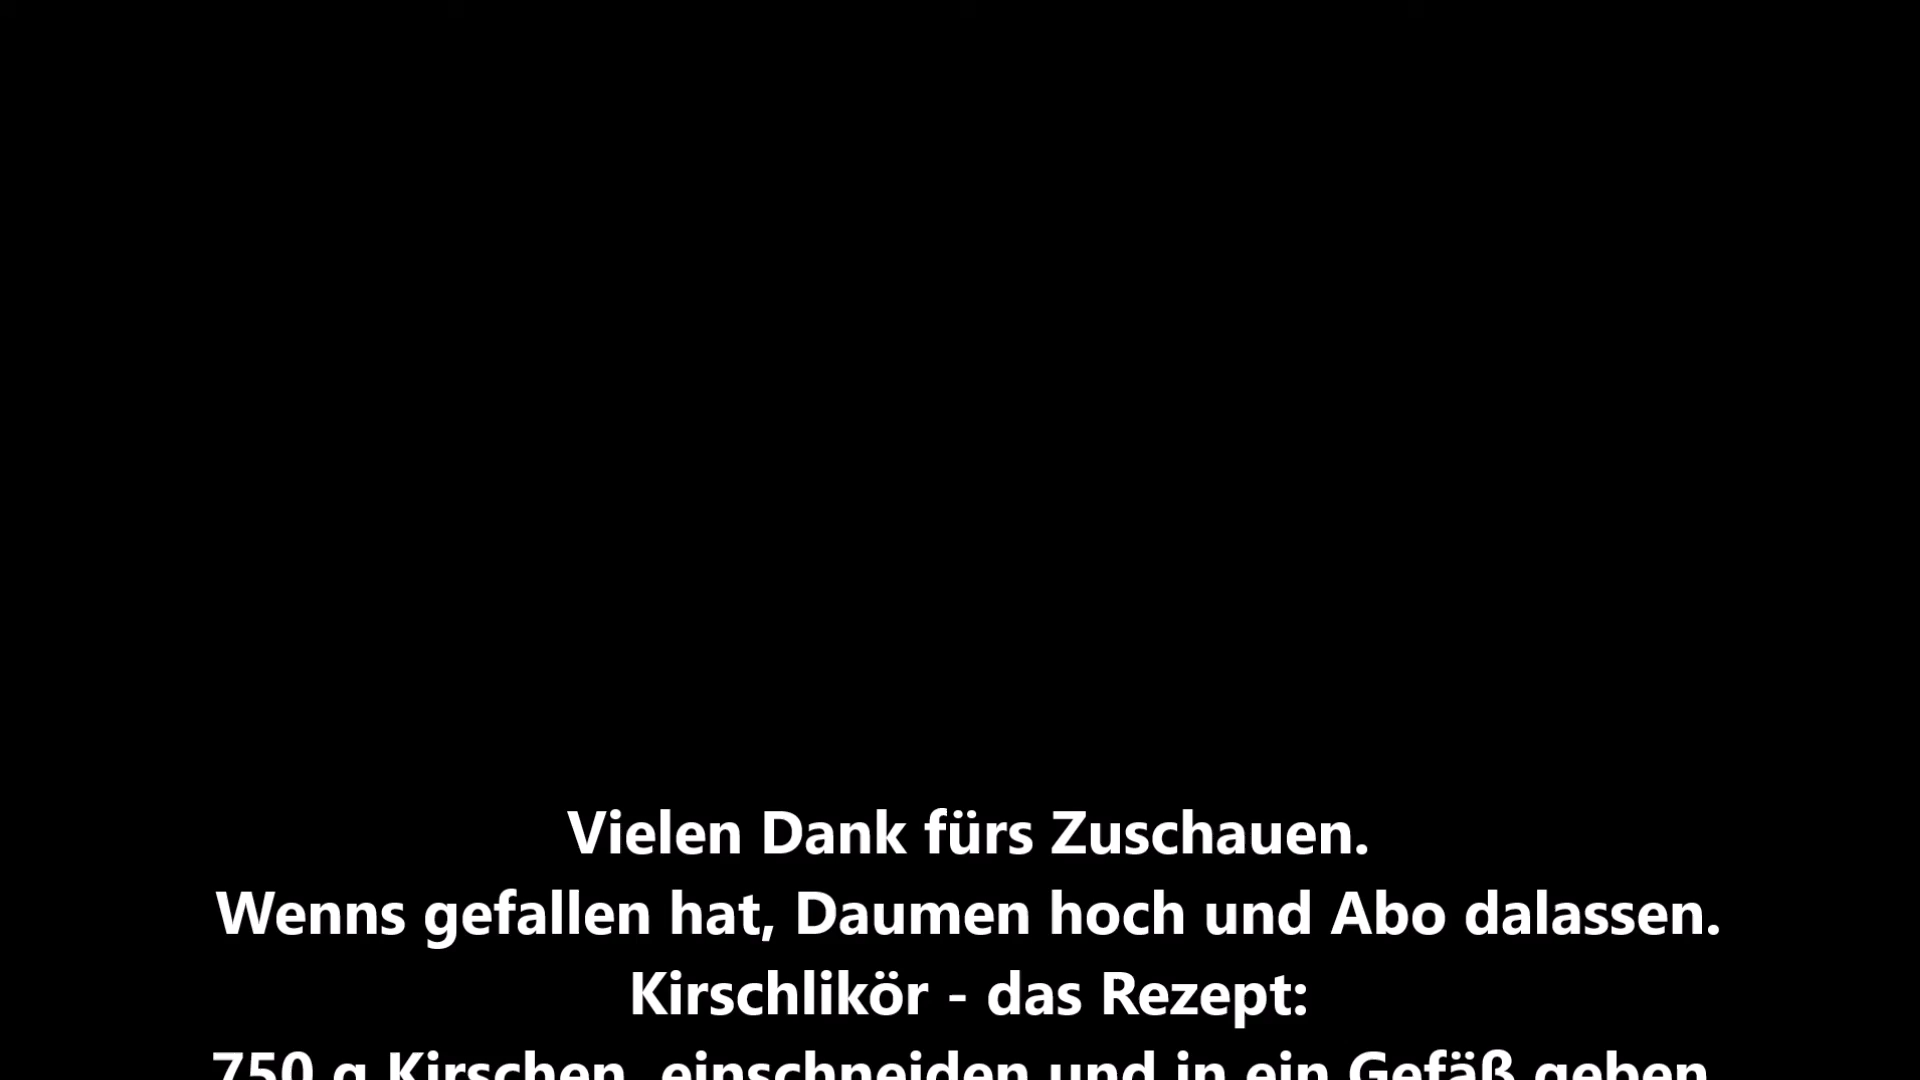 Vielen Dank fürs Zuschauen.
Wenns gefallen hat, Daumen hoch und Abo dalassen.
Kirschlikör - das Rezept:
750 g Kirschen, einschneiden und in ein Gefäß geben